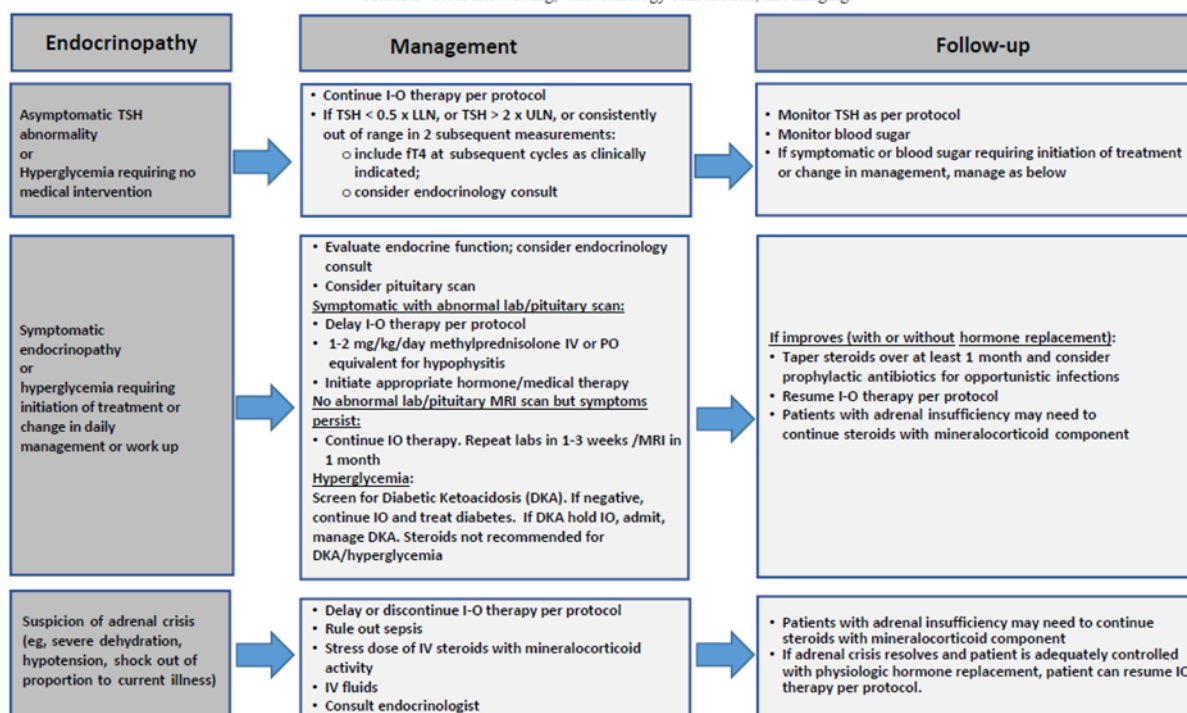 Endocrinopathy
Management
Follow-up
Asymptomatic TSH
abnormality
or
Hyperglycemia requiring no
medical intervention
• Continue I-O therapy per protocol
• If TSH < 0.5 x LLN, or TSH > 2 x ULN, or consistently
out of range in 2 subsequent measurements:
o include fT4 at subsequent cycles as clinically
indicated;
o consider endocrinology consult
• Monitor TSH as per protocol
• Monitor blood sugar
• If symptomatic or blood sugar requiring initiation of treatment
or change in management, manage as below
Symptomatic
endocrinopathy
or
hyperglycemia requiring
initiation of treatment or
change in daily
management or work up
• Evaluate endocrine function; consider endocrinology
consult
• Consider pituitary scan
Symptomatic with abnormal lab/pituitary scan:
• Delay I-O therapy per protocol
• 1-2 mg/kg/day methylprednisolone IV or PO
equivalent for hypophysitis
• Initiate appropriate hormone/medical therapy
No abnormal lab/pituitary MRI scan but symptoms
persist:
• Continue IO therapy. Repeat labs in 1-3 weeks /MRI in
1 month
Hyperglycemia:
Screen for Diabetic Ketoacidosis (DKA). If negative,
continue IO and treat diabetes. If DKA hold IO, admit,
manage DKA. Steroids not recommended for
DKA/hyperglycemia
If improves (with or without hormone replacement):
• Taper steroids over at least 1 month and consider
prophylactic antibiotics for opportunistic infections
• Resume I-O therapy per protocol
• Patients with adrenal insufficiency may need to
continue steroids with mineralocorticoid component
Suspicion of adrenal crisis
(eg, severe dehydration,
hypotension, shock out of
proportion to current illness)
• Delay or discontinue I-O therapy per protocol
• Rule out sepsis
• Stress dose of IV steroids with mineralocorticoid
activity
• IV fluids
• Consult endocrinologist
• Patients with adrenal insufficiency may need to continue
steroids with mineralocorticoid component
• If adrenal crisis resolves and patient is adequately controlled
with physiologic hormone replacement, patient can resume IO
therapy per protocol.